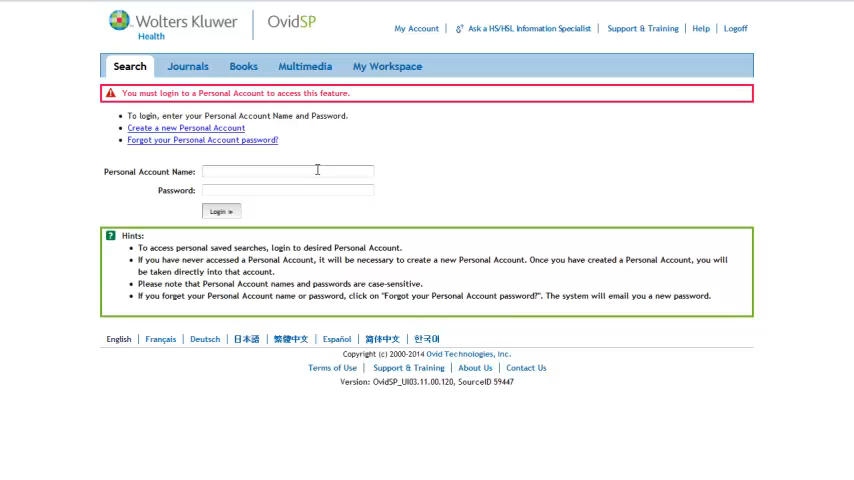 Wolters Kluwer
Health
OvidSP
My Account | Ask a HS/HSL Information Specialist | Support & Training | Help | Logoff
Search Journals Books Multimedia My Workspace
You must login to a Personal Account to access this feature.
• To login, enter your Personal Account Name and Password.
• Create a new Personal Account
• Forgot your Personal Account password?
Personal Account Name:
Password:
Login »
? Hints:
• To access personal saved searches, login to desired Personal Account.
• If you have never accessed a Personal Account, it will be necessary to create a new Personal Account. Once you have created a Personal Account, you will
be taken directly into that account.
• Please note that Personal Account names and passwords are case-sensitive.
• If you forget your Personal Account name or password, click on "Forgot your Personal Account password?". The system will email you a new password.
English | Français | Deutsch | 日本語 | 繁體中文 | Español | 简体中文 | 한국어
Copyright (c) 2000-2014 Ovid Technologies, Inc.
Terms of Use | Support & Training | About Us | Contact Us
Version: OvidSP_UI03.11.00.120, SourceID 59447